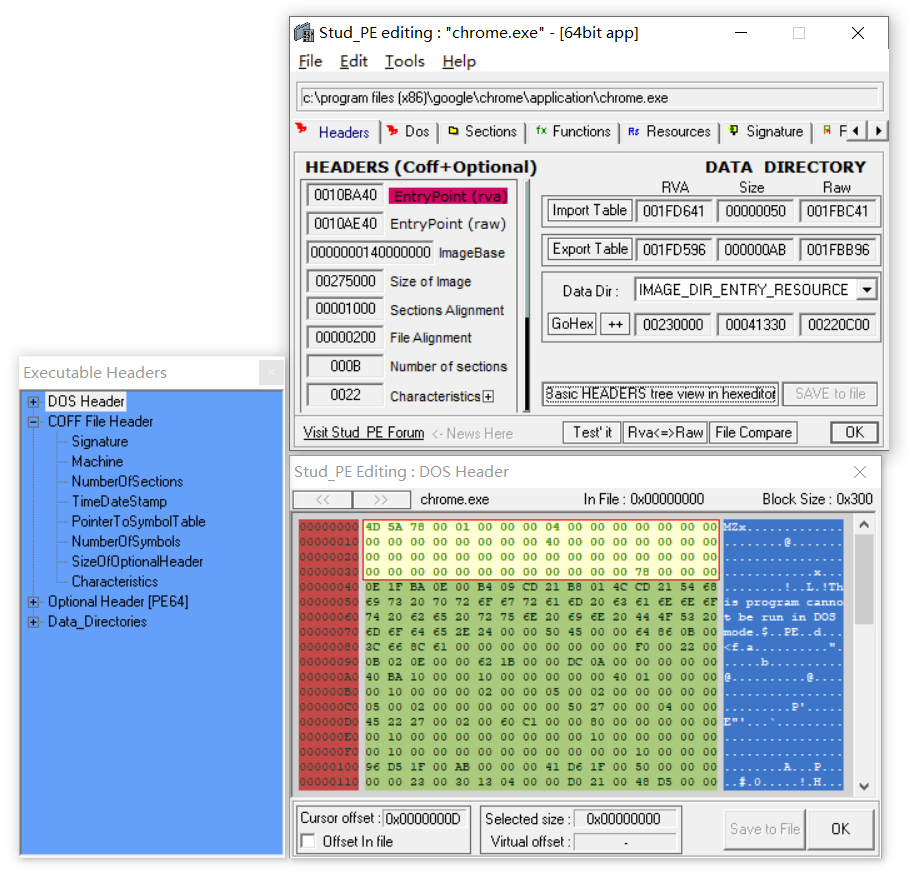 Stud_PE editing : "chrome.exe" - [64bit app]
File Edit Tools Help
c:\program files (x86)\google\chrome\application\chrome.exe
Headers Dos Sections fx Functions Rs Resources Signature F
HEADERS (Coff+Optional)
0010BA40 EntryPoint (rva)
0010AE40 EntryPoint (raw)
0000000140000000 ImageBase
00275000 Size of Image
00001000 Sections Alignment
00000200 File Alignment
000B Number of sections
0022 Characteristics +
DATA DIRECTORY
RVA Size Raw
Import Table 001FD641 00000050 001FBC41
Export Table 001FD596 000000AB 001FBB96
Data Dir : IMAGE_DIR_ENTRY_RESOURCE
GoHex ++ 00230000 00041330 00220C00
Basic HEADERS tree view in hexeditor SAVE to file
Visit Stud_PE Forum <- News Here Test' it Rva<=>Raw File Compare OK
Executable Headers
DOS Header
COFF File Header
Signature
Machine
NumberOfSections
TimeDateStamp
PointerToSymbolTable
NumberOfSymbols
SizeOfOptionalHeader
Characteristics
Optional Header [PE64]
Data_Directories
Stud_PE Editing : DOS Header
<< >> chrome.exe In File : 0x00000000 Block Size : 0x300
00000000 4D 5A 78 00 01 00 00 00 04 00 00 00 00 00 00 00 MZx.............
00000010 00 00 00 00 00 00 00 00 40 00 00 00 00 00 00 00 ........@.......
00000020 00 00 00 00 00 00 00 00 00 00 00 00 00 00 00 00 ................
00000030 00 00 00 00 00 00 00 00 00 00 00 00 78 00 00 00 ............x...
00000040 0E 1F BA 0E 00 B4 09 CD 21 B8 01 4C CD 21 54 68 ........!..L.!Th
00000050 69 73 20 70 72 6F 67 72 61 6D 20 63 61 6E 6E 6F is program canno
00000060 74 20 62 65 20 72 75 6E 20 69 6E 20 44 4F 53 20 t be run in DOS
00000070 6D 6F 64 65 2E 24 00 00 50 45 00 00 64 86 0B 00 mode.$..PE..d...
00000080 3C 66 8C 61 00 00 00 00 00 00 00 00 F0 00 22 00 <f.a..........".
00000090 0B 02 0E 00 00 62 1B 00 00 DC 0A 00 00 00 00 00 .....b..........
000000A0 40 BA 10 00 00 10 00 00 00 00 00 40 01 00 00 00 @..........@....
000000B0 00 10 00 00 00 02 00 00 05 00 02 00 00 00 00 00 ................
000000C0 05 00 02 00 00 00 00 00 00 50 27 00 00 04 00 00 .........P'.....
000000D0 45 22 27 00 02 00 60 C1 00 00 80 00 00 00 00 00 E"'...`.........
000000E0 00 10 00 00 00 00 00 00 00 00 10 00 00 00 00 00 ................
000000F0 00 10 00 00 00 00 00 00 00 00 00 00 10 00 00 00 ................
00000100 96 D5 1F 00 AB 00 00 00 41 D6 1F 00 50 00 00 00 ........A...P...
00000110 00 00 23 00 30 13 04 00 00 D0 21 00 48 D5 00 00 ..#.0.....!.H...
Cursor offset : 0x0000000D Selected size : 0x00000000 Save to File OK
Offset In file Virtual offset : -